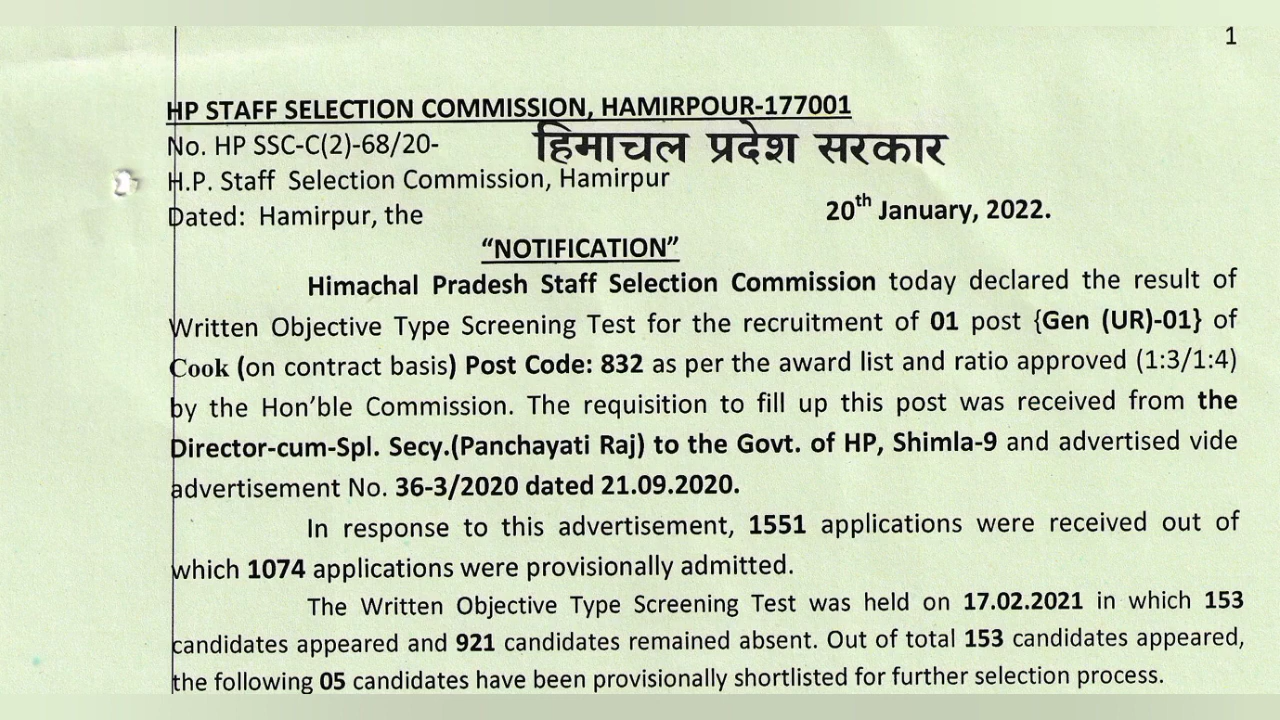 1
HP STAFF SELECTION COMMISSION, HAMIRPOUR-177001
No. HP SSC-C(2)-68/20-
हिमाचल प्रदेश सरकार
H.P. Staff Selection Commission, Hamirpur
Dated: Hamirpur, the 20th January, 2022.
“NOTIFICATION”
Himachal Pradesh Staff Selection Commission today declared the result of
Written Objective Type Screening Test for the recruitment of 01 post {Gen (UR)-01} of
Cook (on contract basis) Post Code: 832 as per the award list and ratio approved (1:3/1:4)
by the Hon’ble Commission. The requisition to fill up this post was received from the
Director-cum-Spl. Secy.(Panchayati Raj) to the Govt. of HP, Shimla-9 and advertised vide
advertisement No. 36-3/2020 dated 21.09.2020.
In response to this advertisement, 1551 applications were received out of
which 1074 applications were provisionally admitted.
The Written Objective Type Screening Test was held on 17.02.2021 in which 153
candidates appeared and 921 candidates remained absent. Out of total 153 candidates appeared,
the following 05 candidates have been provisionally shortlisted for further selection process.